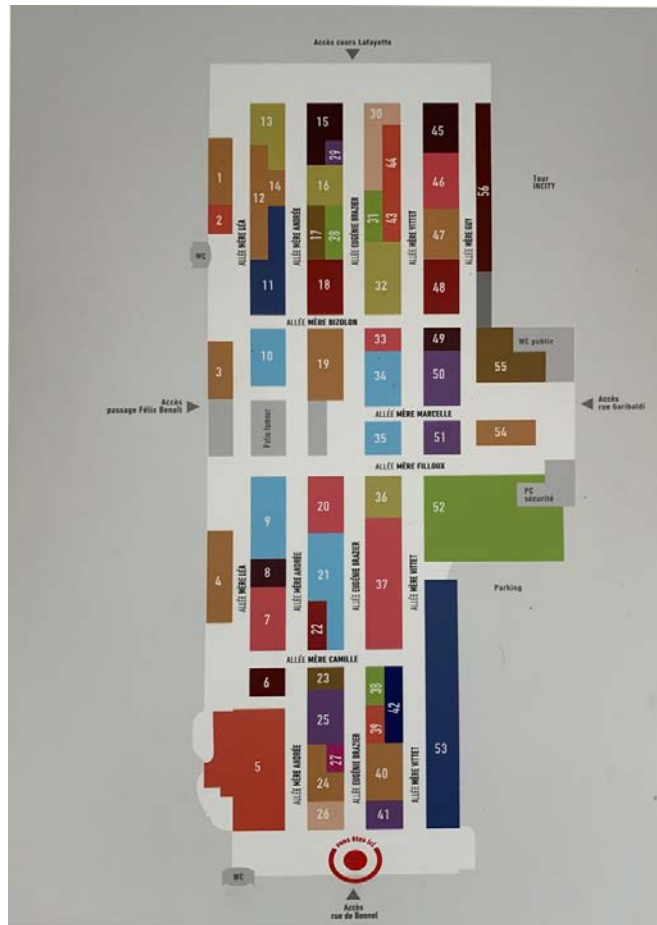 Accès cours Lafayette
13
15
30
45
29
44
1
14
16
46
56
Tour
INCITY
12
2
31
43
17
28
47
ALLÉE MÈRE LÉA
ALLÉE MÈRE ANDRÉE
ALLÉE EUGÉNIE BRAZIER
ALLÉE MÈRE VITTET
ALLÉE MÈRE GUY
WC
11
18
32
48
ALLÉE MÈRE BIZOLON
33
49
WC public
10
19
34
50
55
3
Accès
passage Félix Benoît
Accès
rue Garibaldi
ALLÉE MÈRE MARCELLE
Patio fumeur
35
51
54
ALLÉE MÈRE FILLOUX
20
36
52
PC
sécurité
9
8
21
37
4
ALLÉE MÈRE LÉA
ALLÉE MÈRE ANDRÉE
ALLÉE EUGÉNIE BRAZIER
ALLÉE MÈRE VITTET
Parking
7
22
ALLÉE MÈRE CAMILLE
6
23
38
42
25
39
53
5
27
24
40
ALLÉE MÈRE ANDRÉE
ALLÉE EUGÉNIE BRAZIER
ALLÉE MÈRE VITTET
26
41
vous êtes ici
WC
Accès
rue de Bonnel